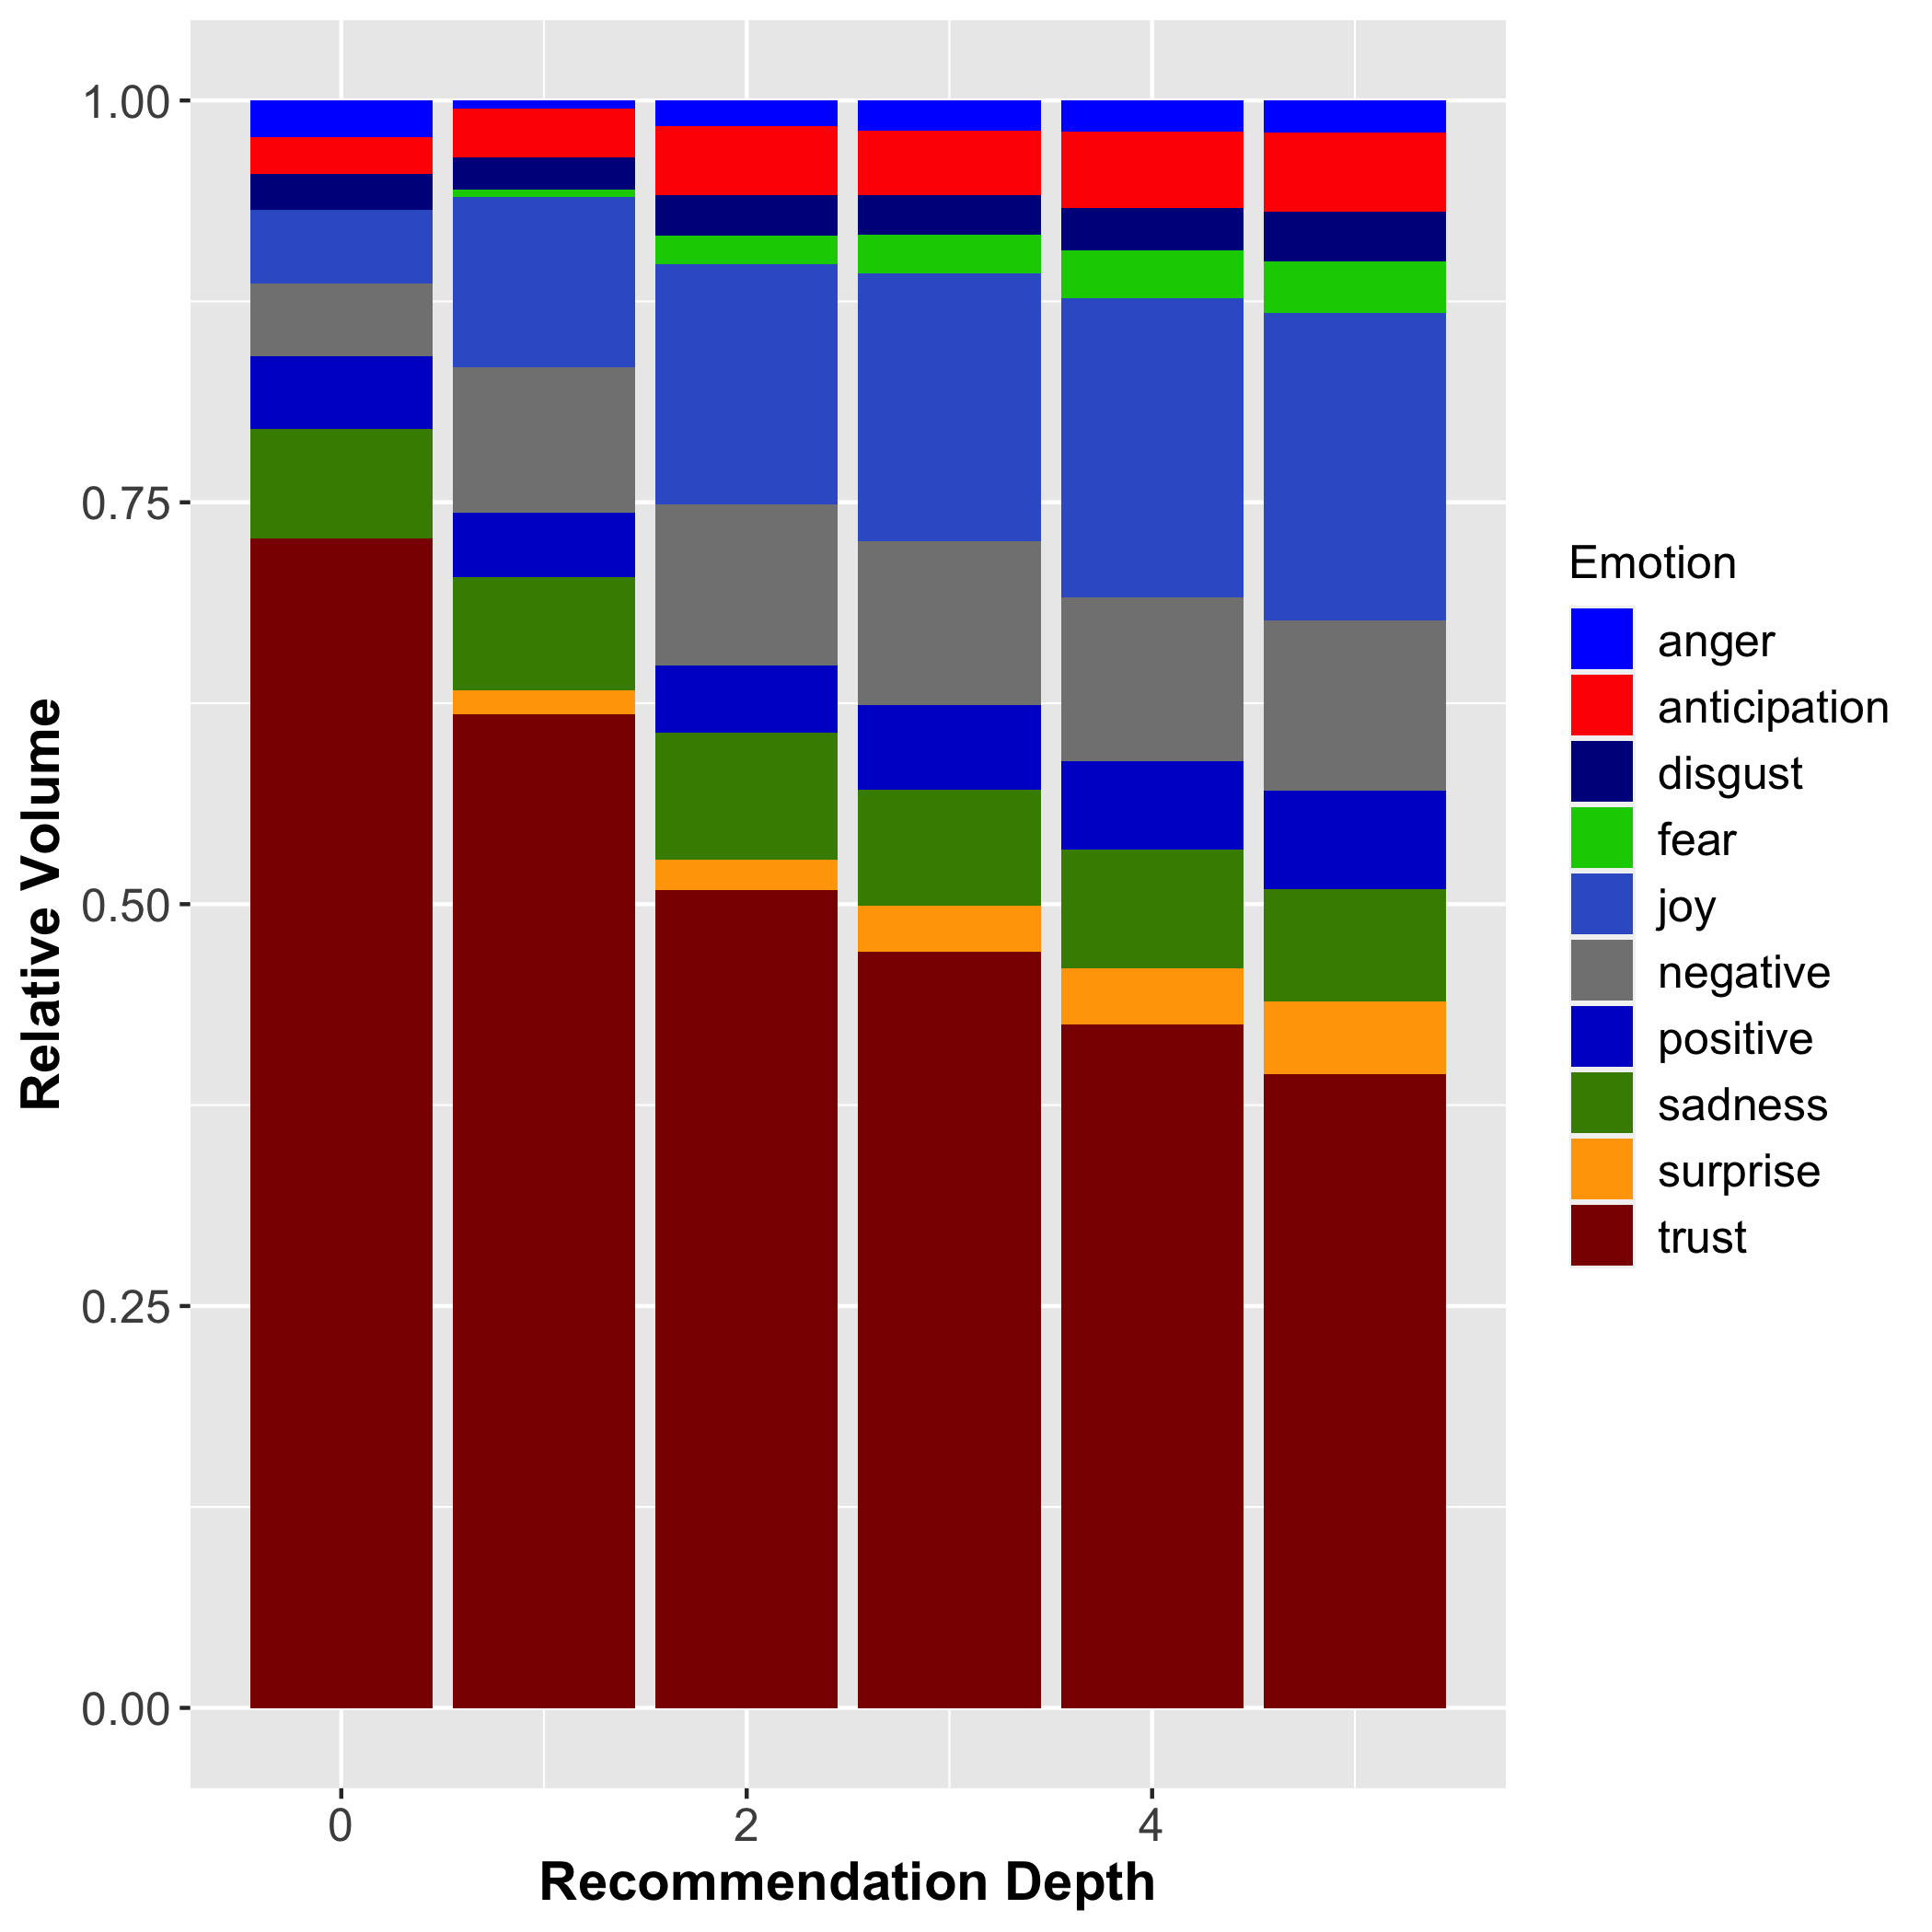 1.00
0.75
0.50
0.25
0.00
Relative Volume
0 2 4
Recommendation Depth
Emotion
anger
anticipation
disgust
fear
joy
negative
positive
sadness
surprise
trust